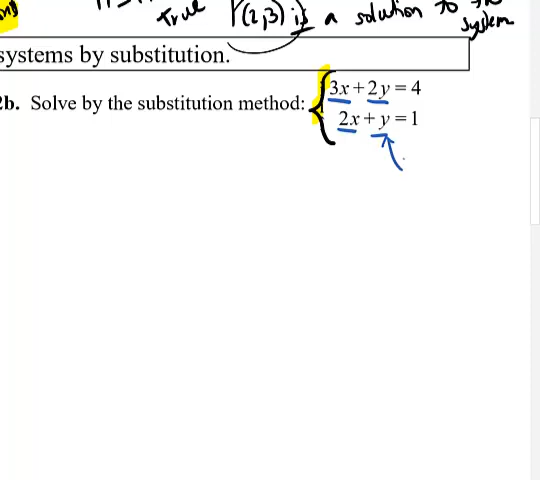 True (2,3) is a solution to the
system
systems by substitution.
2b. Solve by the substitution method: 3x + 2y = 4
2x + y = 1